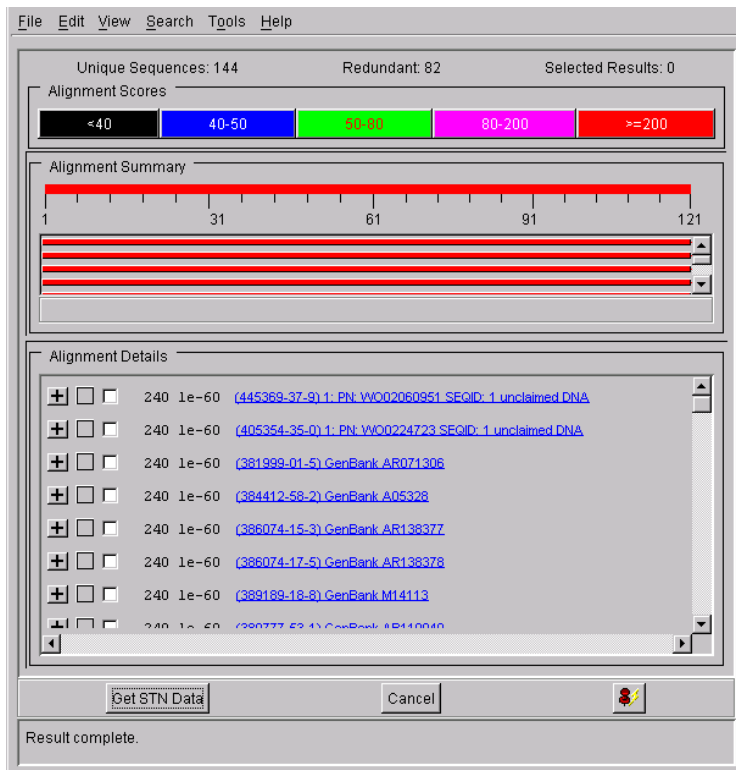 File Edit View Search Tools Help
Unique Sequences: 144 Redundant: 82 Selected Results: 0
Alignment Scores
<40 40-50 50-80 80-200 >=200
Alignment Summary
1 31 61 91 121
Alignment Details
240 1e-60 (445369-37-9) 1: PN: WO02060951 SEQID: 1 unclaimed DNA
240 1e-60 (405354-35-0) 1: PN: WO0224723 SEQID: 1 unclaimed DNA
240 1e-60 (381999-01-5) GenBank AR071306
240 1e-60 (384412-58-2) GenBank A05328
240 1e-60 (386074-15-3) GenBank AR138377
240 1e-60 (386074-17-5) GenBank AR138378
240 1e-60 (389189-18-8) GenBank M14113
240 1e-60
Get STN Data Cancel
Result complete.